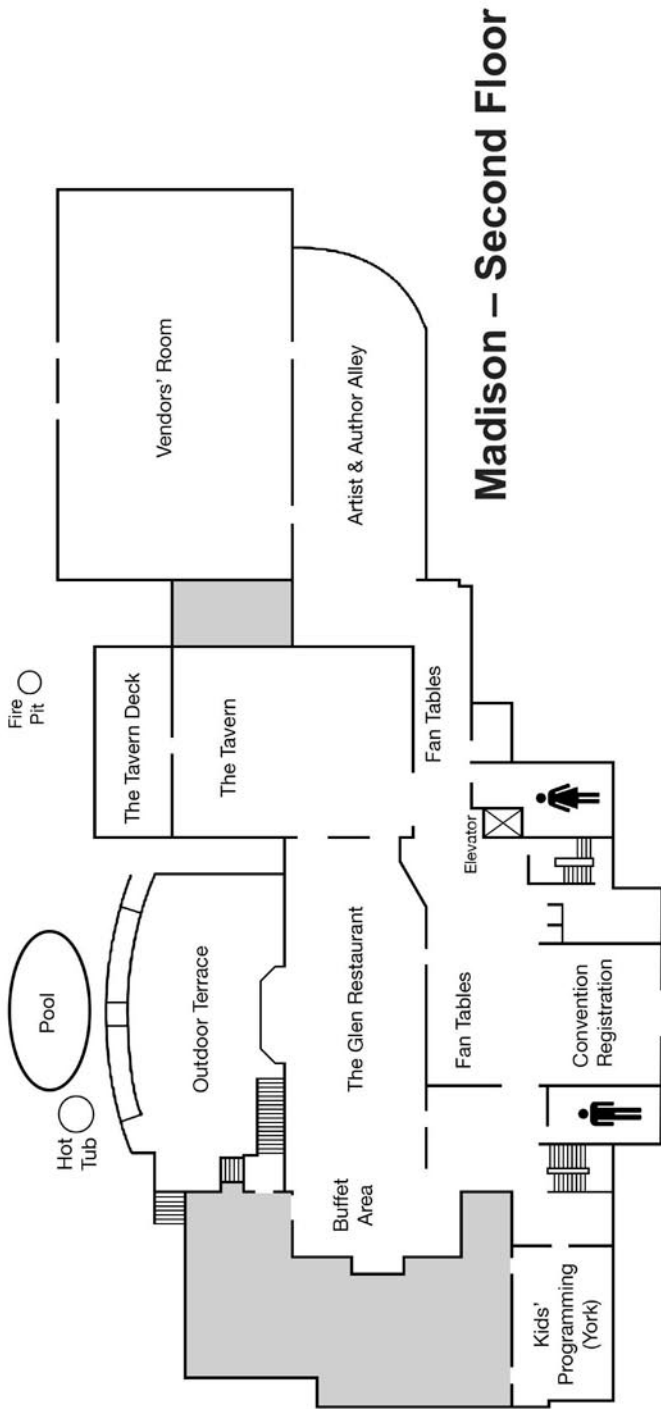 Madison – Second Floor
Fire
Pit
Vendors' Room
The Tavern Deck
The Tavern
Artist & Author Alley
Fan Tables
Elevator
Pool
Hot
Tub
Outdoor Terrace
The Glen Restaurant
Fan Tables
Convention
Registration
Buffet
Area
Kids'
Programming
(York)